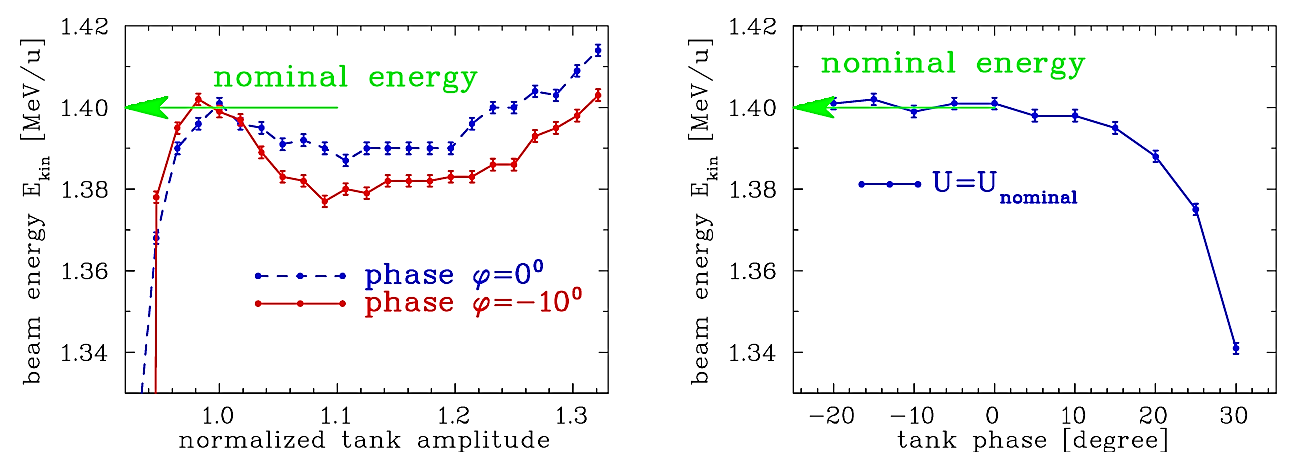 1.42
1.40
1.38
1.36
1.34
beam energy E_kin [MeV/u]
nominal energy
phase φ=0⁰
phase φ=−10⁰
1.0 1.1 1.2 1.3
normalized tank amplitude
1.42
1.40
1.38
1.36
1.34
beam energy E_kin [MeV/u]
nominal energy
U=U_nominal
−20 −10 0 10 20 30
tank phase [degree]